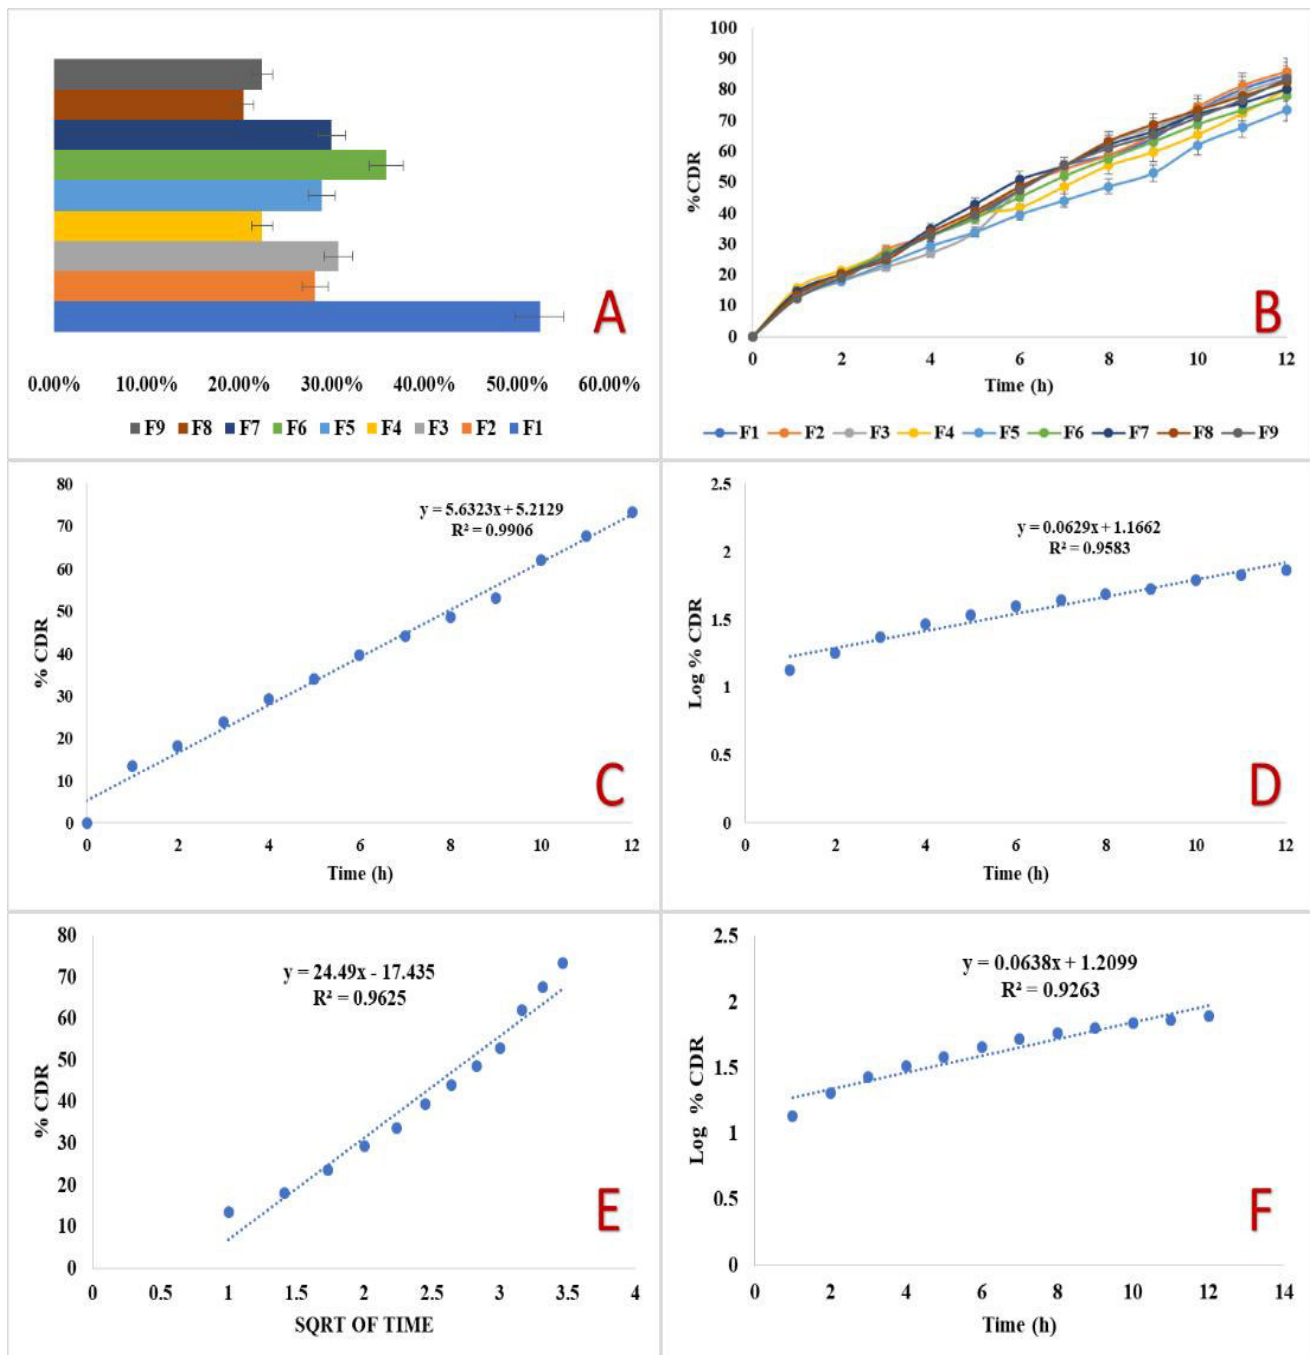 A
0.00% 10.00% 20.00% 30.00% 40.00% 50.00% 60.00%
F9 F8 F7 F6 F5 F4 F3 F2 F1
100
90
80
70
60
50
40
30
20
10
0
%CDR
B
0 2 4 6 8 10 12
Time (h)
F1 F2 F3 F4 F5 F6 F7 F8 F9
80
70
60
50
40
30
20
10
0
% CDR
y = 5.6323x + 5.2129
R² = 0.9906
C
0 2 4 6 8 10 12
Time (h)
2.5
2
1.5
1
0.5
0
Log % CDR
y = 0.0629x + 1.1662
R² = 0.9583
D
0 2 4 6 8 10 12
Time (h)
80
70
60
50
40
30
20
10
0
% CDR
y = 24.49x - 17.435
R² = 0.9625
E
0 0.5 1 1.5 2 2.5 3 3.5 4
SQRT OF TIME
2.5
2
1.5
1
0.5
0
Log % CDR
y = 0.0638x + 1.2099
R² = 0.9263
F
0 2 4 6 8 10 12 14
Time (h)